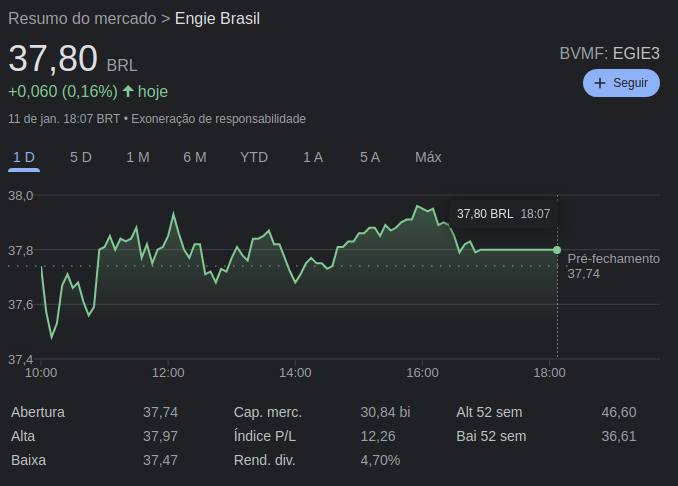 Resumo do mercado > Engie Brasil
37,80 BRL
BVMF: EGIE3
+0,060 (0,16%) ↑ hoje
+ Seguir
11 de jan. 18:07 BRT • Exoneração de responsabilidade
1 D 5 D 1 M 6 M YTD 1 A 5 A Máx
38,0
37,80 BRL 18:07
37,8
Pré-fechamento
37,74
37,6
37,4
10:00 12:00 14:00 16:00 18:00
Abertura 37,74 Cap. merc. 30,84 bi Alt 52 sem 46,60
Alta 37,97 Índice P/L 12,26 Bai 52 sem 36,61
Baixa 37,47 Rend. div. 4,70%